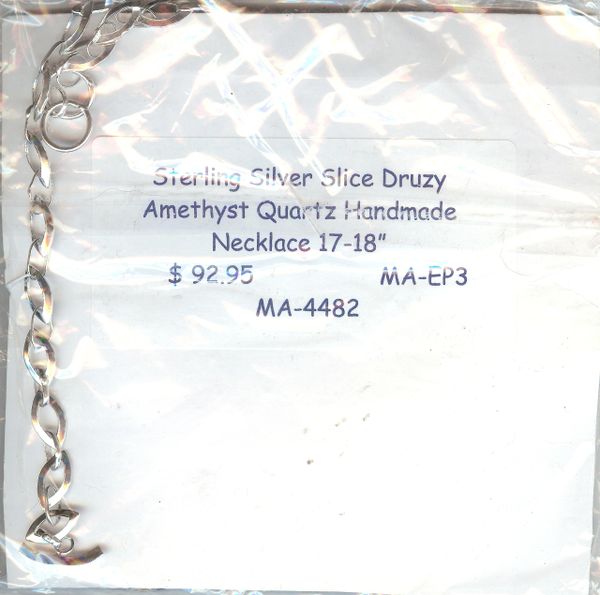 Sterling Silver Slice Druzy
Amethyst Quartz Handmade
Necklace 17-18"
$ 92.95 MA-EP3
MA-4482